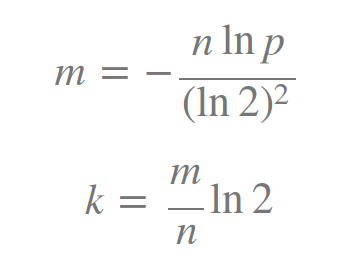 m = − n ln p / (ln 2)²
k = m / n ln 2